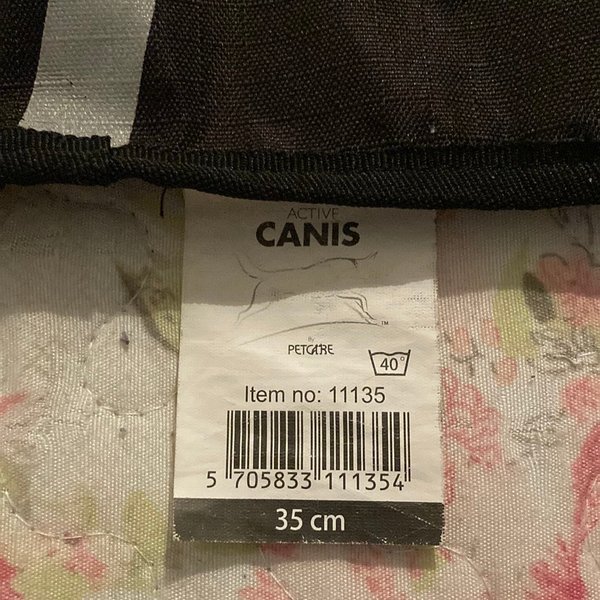 ACTIVE
CANIS
™
By
PETCARE
40°
Item no: 11135
5 705833 111354
35 cm